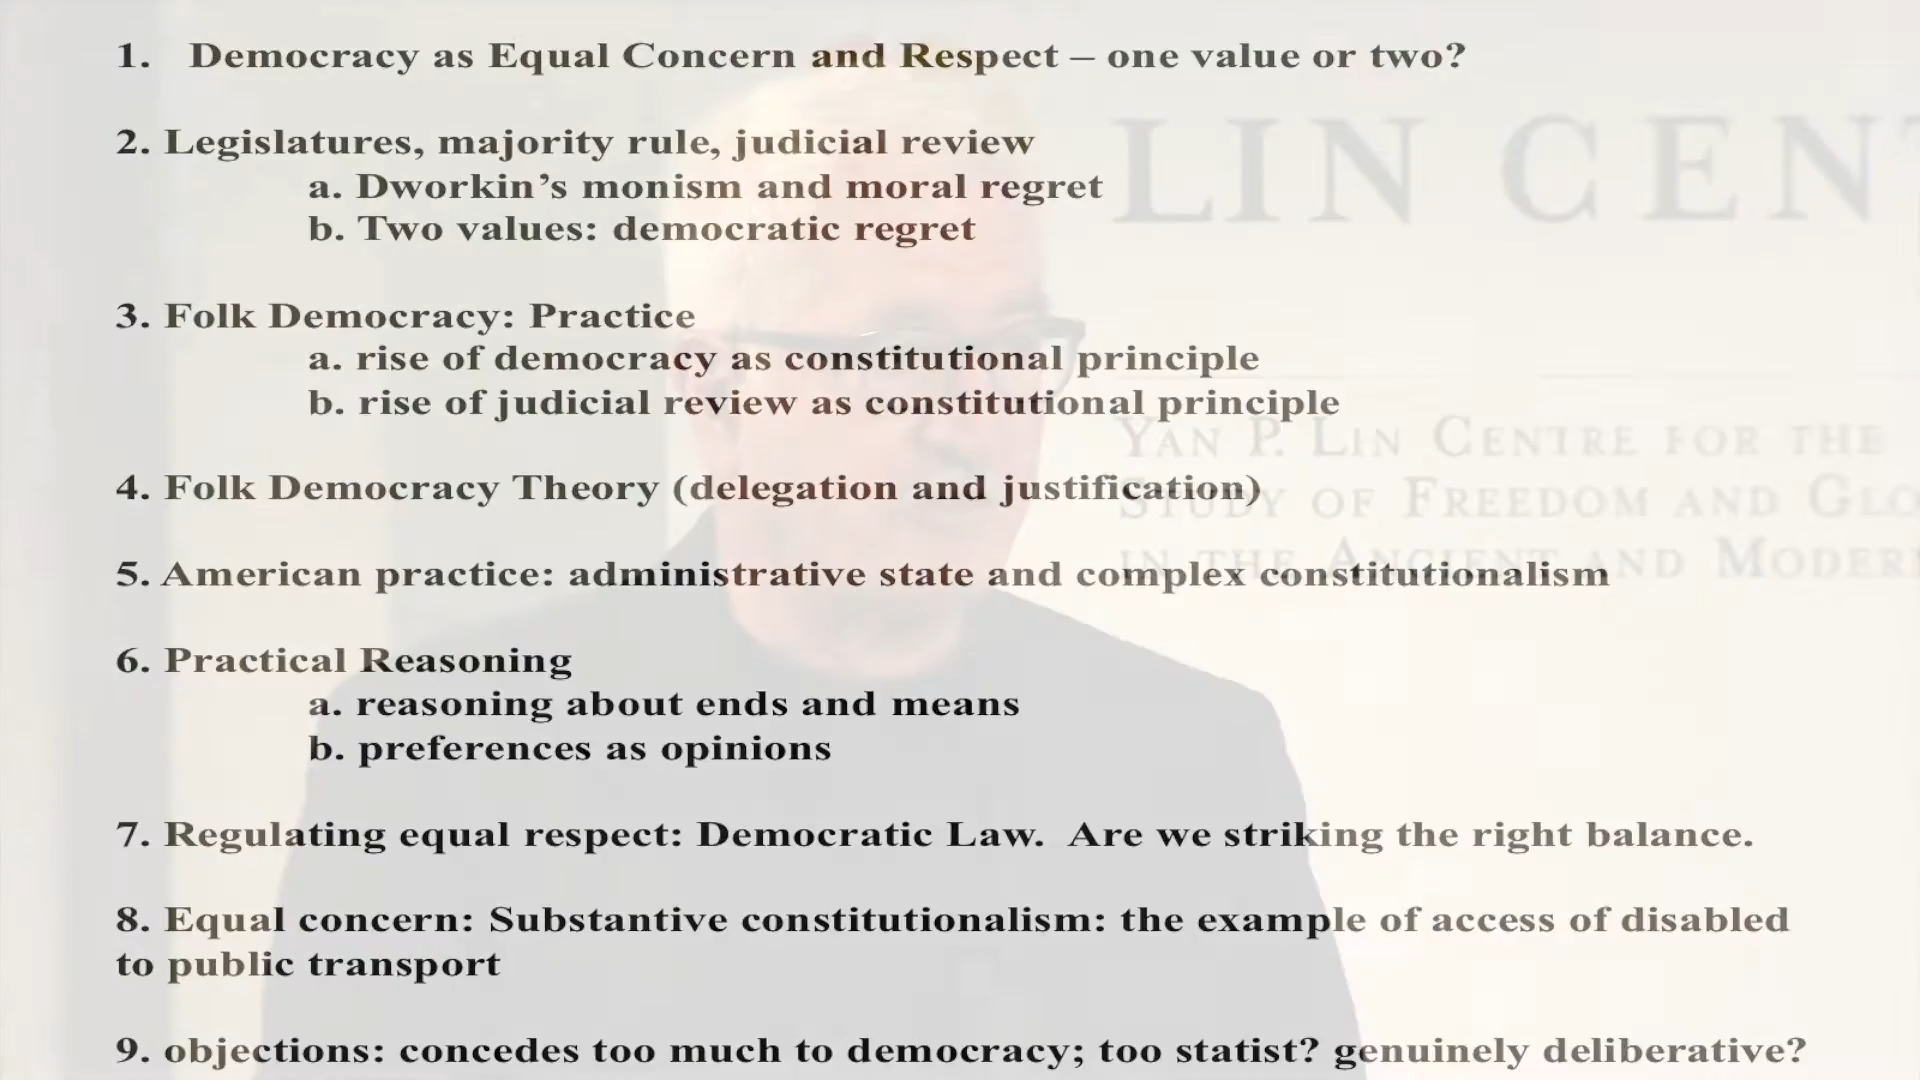 1. Democracy as Equal Concern and Respect – one value or two?
2. Legislatures, majority rule, judicial review
a. Dworkin’s monism and moral regret
b. Two values: democratic regret
3. Folk Democracy: Practice
a. rise of democracy as constitutional principle
b. rise of judicial review as constitutional principle
4. Folk Democracy Theory (delegation and justification)
5. American practice: administrative state and complex constitutionalism
6. Practical Reasoning
a. reasoning about ends and means
b. preferences as opinions
7. Regulating equal respect: Democratic Law. Are we striking the right balance.
8. Equal concern: Substantive constitutionalism: the example of access of disabled
to public transport
9. objections: concedes too much to democracy; too statist? genuinely deliberative?
LIN CENT
YAN P. LIN CENTRE FOR THE
STUDY OF FREEDOM AND GLO
IN THE ANCIENT AND MODER